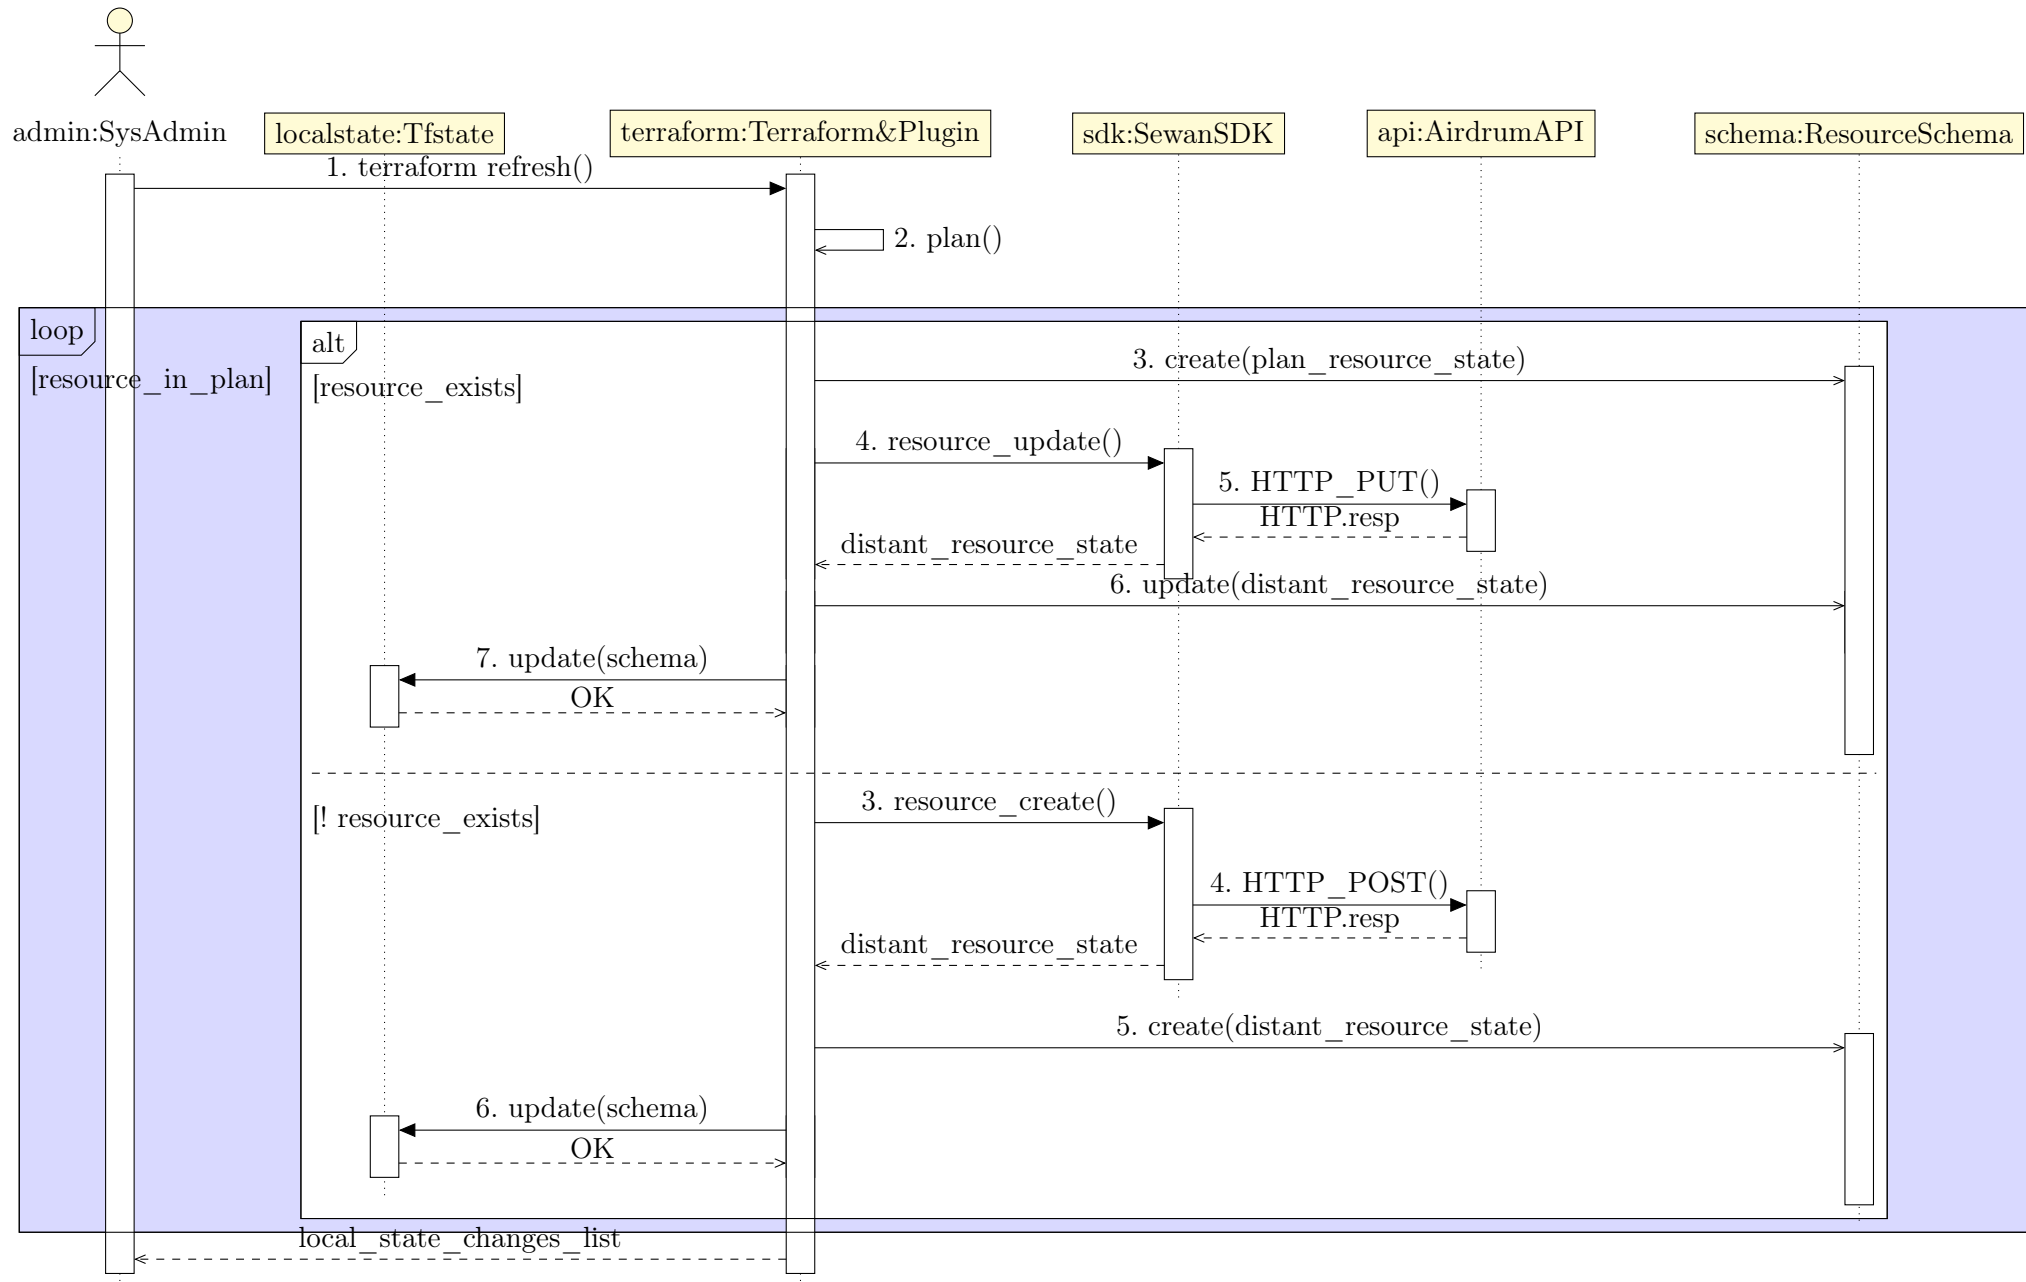 admin:SysAdmin
localstate:Tfstate
terraform:Terraform&Plugin
sdk:SewanSDK
api:AirdrumAPI
schema:ResourceSchema
1. terraform refresh()
2. plan()
loop
[resource_in_plan]
alt
[resource_exists]
3. create(plan_resource_state)
4. resource_update()
5. HTTP_PUT()
HTTP.resp
distant_resource_state
6. update(distant_resource_state)
7. update(schema)
OK
[! resource_exists]
3. resource_create()
4. HTTP_POST()
HTTP.resp
distant_resource_state
5. create(distant_resource_state)
6. update(schema)
OK
local_state_changes_list